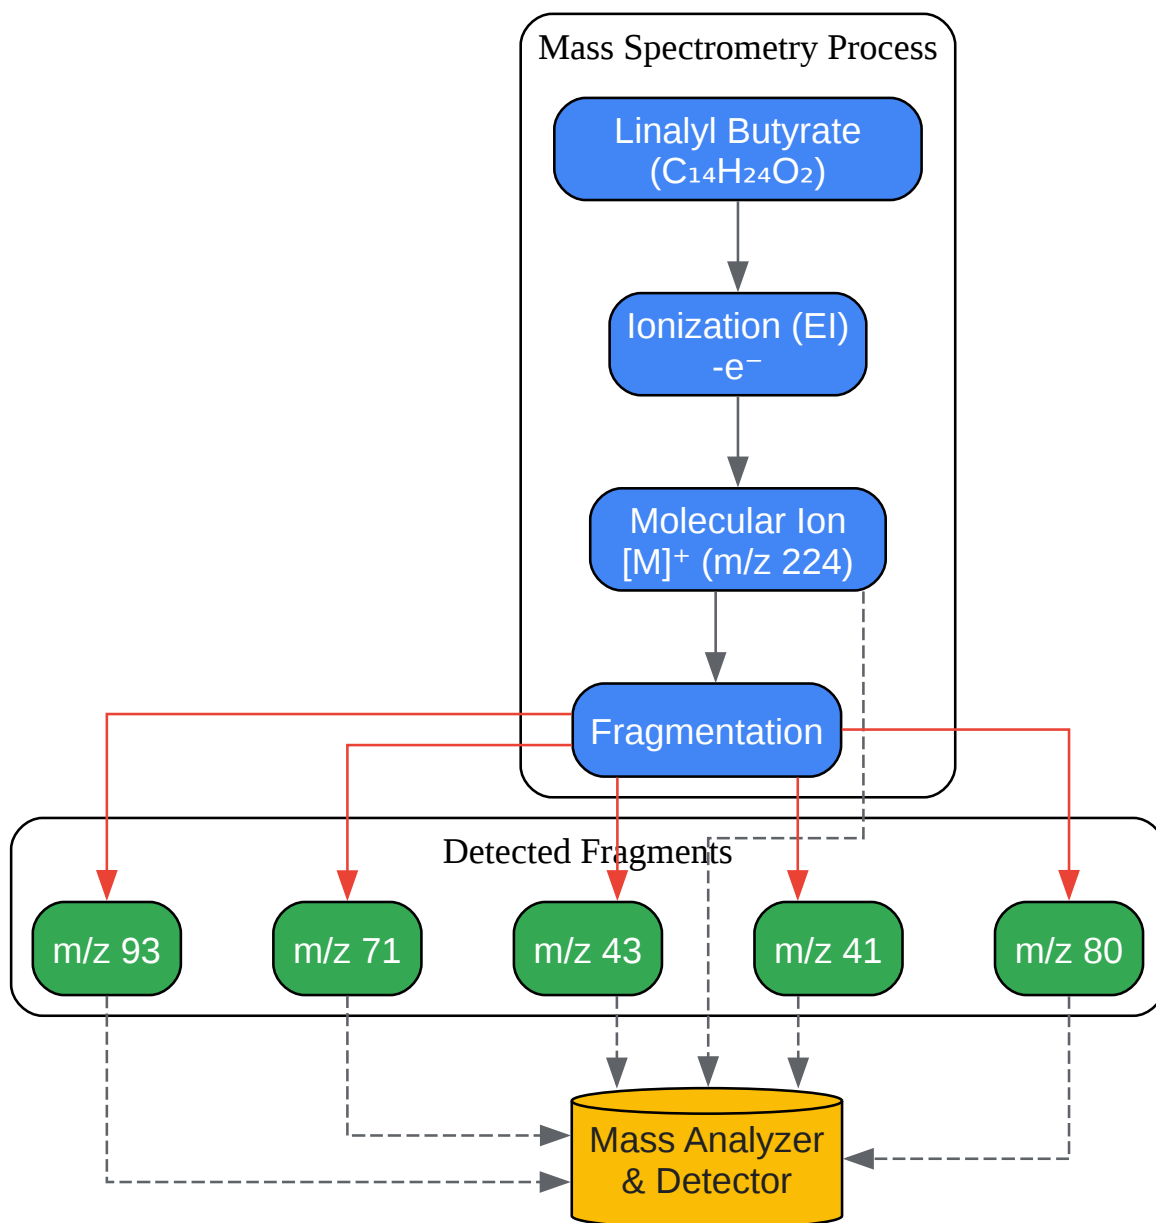 Mass Spectrometry Process
Linalyl Butyrate
(C₁₄H₂₄O₂)
Ionization (EI)
-e⁻
Molecular Ion
[M]⁺ (m/z 224)
Fragmentation
Detected Fragments
m/z 93
m/z 71
m/z 43
m/z 41
m/z 80
Mass Analyzer
& Detector